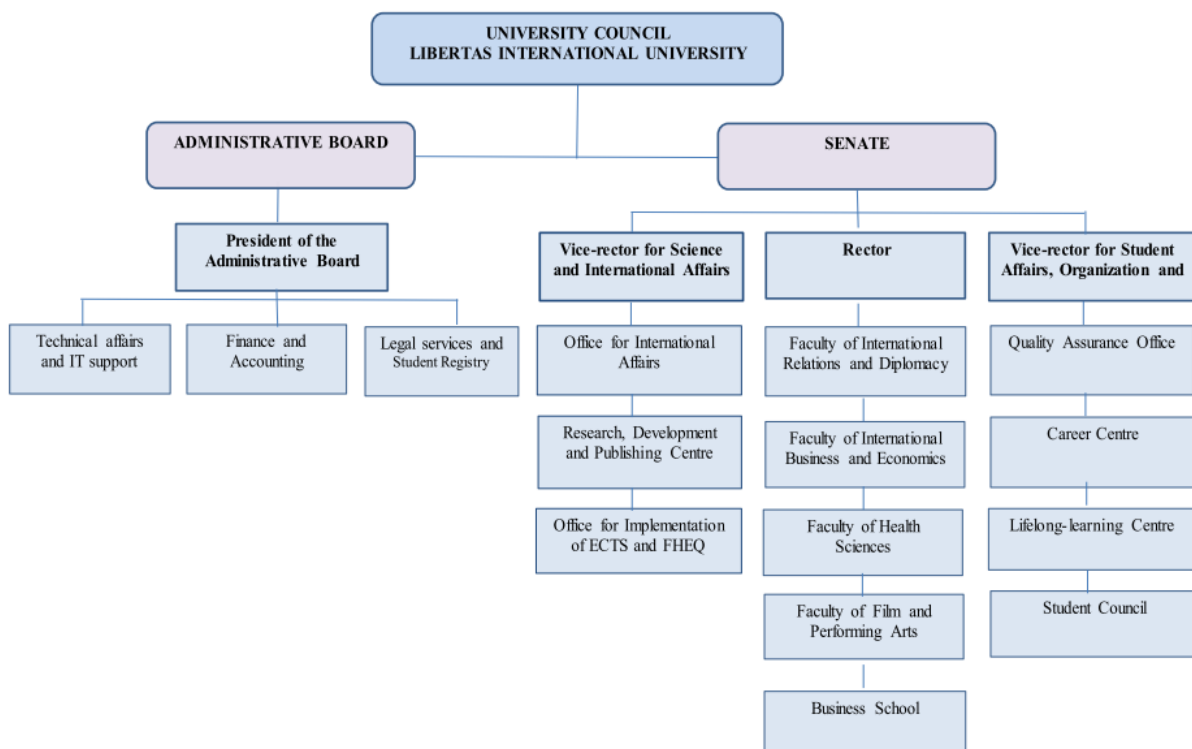 UNIVERSITY COUNCIL
LIBERTAS INTERNATIONAL UNIVERSITY
ADMINISTRATIVE BOARD
SENATE
President of the
Administrative Board
Vice-rector for Science
and International Affairs
Rector
Vice-rector for Student
Affairs, Organization and
Technical affairs
and IT support
Finance and
Accounting
Legal services and
Student Registry
Office for International
Affairs
Research, Development
and Publishing Centre
Office for Implementation
of ECTS and FHEQ
Faculty of International
Relations and Diplomacy
Faculty of International
Business and Economics
Faculty of Health
Sciences
Faculty of Film and
Performing Arts
Business School
Quality Assurance Office
Career Centre
Lifelong-learning Centre
Student Council